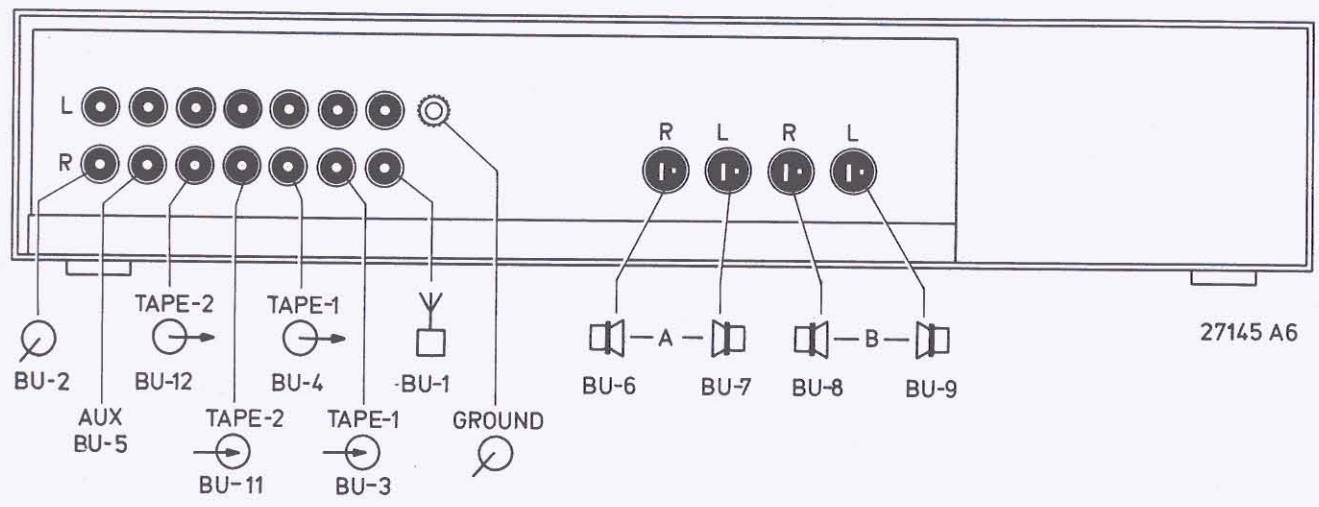 L
R
R L R L
TAPE-2
TAPE-1
A
B
27145 A6
BU-2
BU-12
BU-4
BU-1
BU-6
BU-7
BU-8
BU-9
AUX
BU-5
TAPE-2
BU-11
TAPE-1
BU-3
GROUND